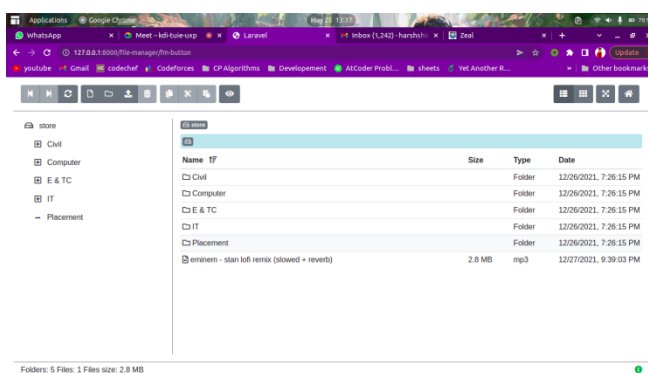 Applications Google Chrome May 25 13:37
WhatsApp Meet – kdi-tuie-uxp Laravel Inbox (1,242) - harshshi Zeal
127.0.0.1:8000/file-manager/fm-button Update
youtube Gmail codechef Codeforces CP Algorithms Developement AtCoder Probl... sheets Yet Another R... » Other bookmarks
store
Civil
Computer
E & TC
IT
Placement
store
Name Size Type Date
Civil Folder 12/26/2021, 7:26:15 PM
Computer Folder 12/26/2021, 7:26:15 PM
E & TC Folder 12/26/2021, 7:26:15 PM
IT Folder 12/26/2021, 7:26:15 PM
Placement Folder 12/26/2021, 7:26:15 PM
eminem - stan lofi remix (slowed + reverb) 2.8 MB mp3 12/27/2021, 9:39:03 PM
Folders: 5 Files: 1 Files size: 2.8 MB